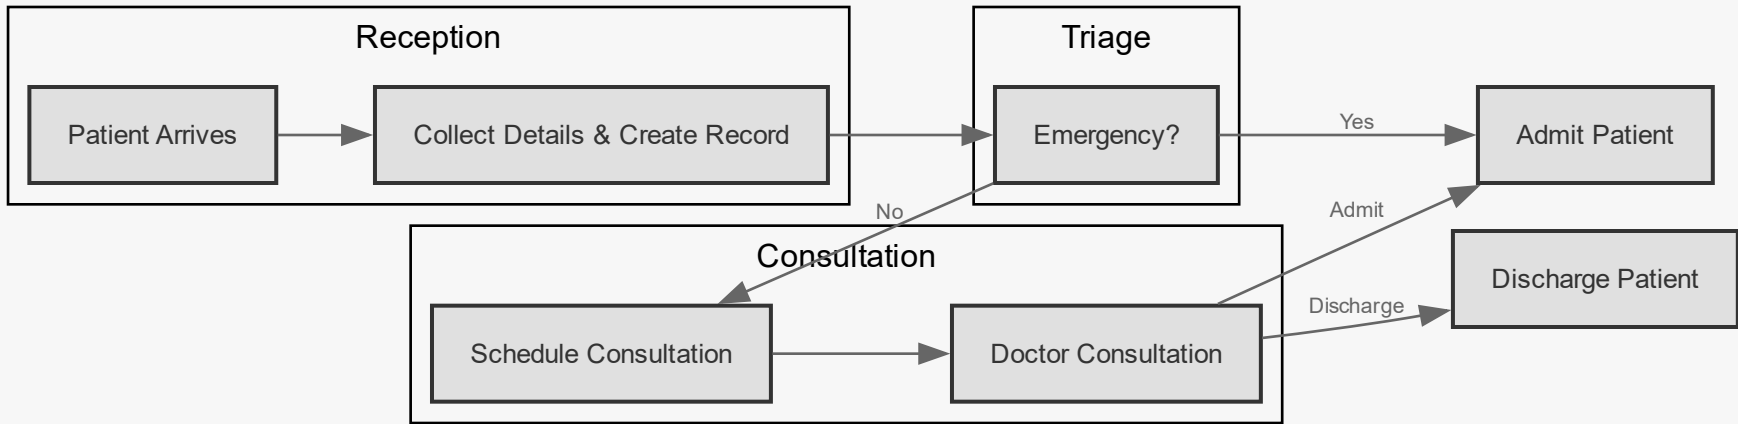 Reception
Patient Arrives
Collect Details & Create Record
Triage
Emergency?
Yes
Admit Patient
No
Admit
Consultation
Schedule Consultation
Doctor Consultation
Discharge
Discharge Patient